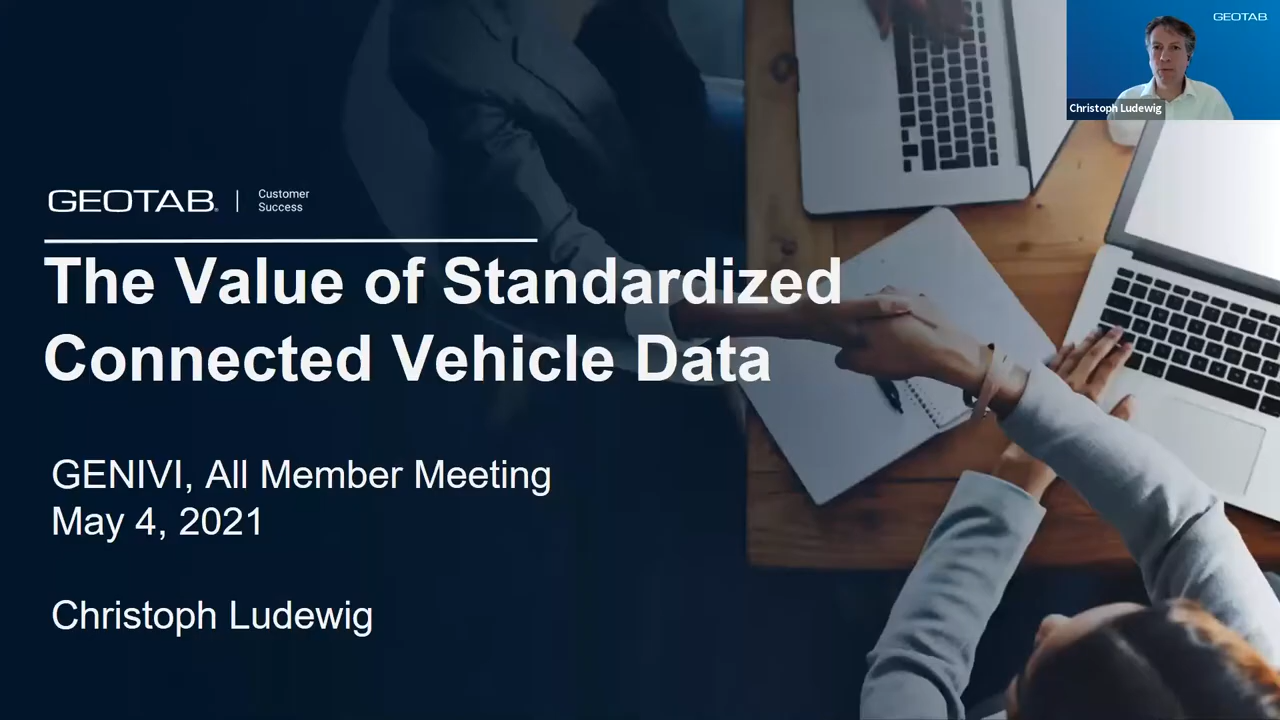 GEOTAB
Christoph Ludewig
GEOTAB® | Customer
Success
The Value of Standardized
Connected Vehicle Data
GENIVI, All Member Meeting
May 4, 2021
Christoph Ludewig